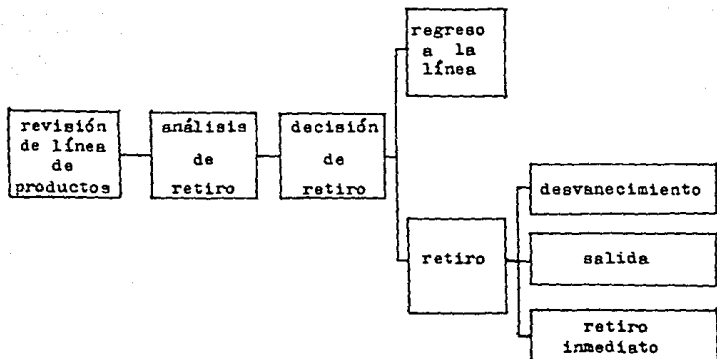 regreso
a la
línea
revisión
de línea
de
productos
análisis
de
retiro
decisión
de
retiro
desvanecimiento
retiro
salida
retiro
inmediato